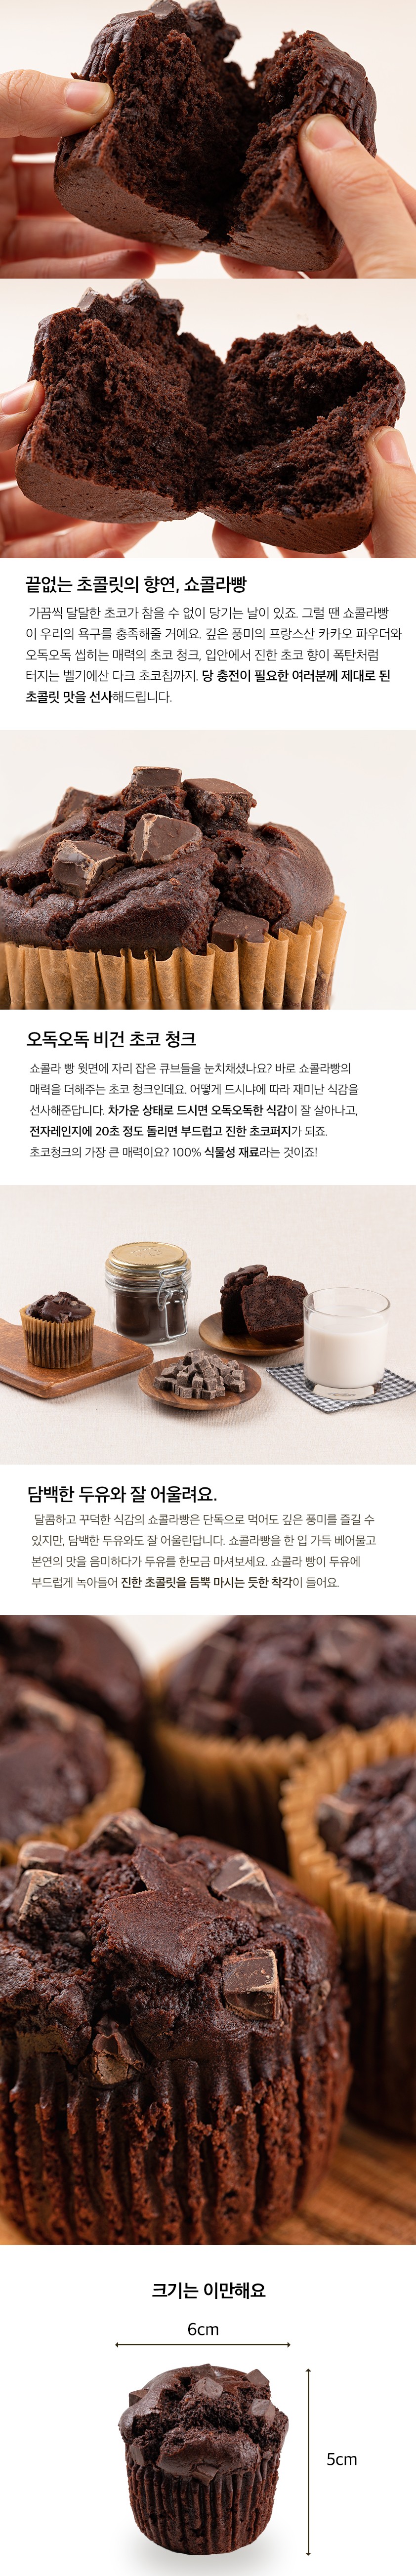 끝없는 초콜릿의 향연, 쇼콜라빵
가끔씩 달달한 초코가 참을 수 없이 당기는 날이 있죠. 그럴 땐 쇼콜라빵
이 우리의 욕구를 충족해줄 거예요. 깊은 풍미의 프랑스산 카카오 파우더와
오독오독 씹히는 매력의 초코 청크, 입안에서 진한 초코 향이 폭탄처럼
터지는 벨기에산 다크 초코칩까지. 당 충전이 필요한 여러분께 제대로 된
초콜릿 맛을 선사해드립니다.
오독오독 비건 초코 청크
쇼콜라 빵 윗면에 자리 잡은 큐브들을 눈치채셨나요? 바로 쇼콜라빵의
매력을 더해주는 초코 청크인데요. 어떻게 드시냐에 따라 재미난 식감을
선사해준답니다. 차가운 상태로 드시면 오독오독한 식감이 잘 살아나고,
전자레인지에 20초 정도 돌리면 부드럽고 진한 초코퍼지가 되죠.
초코청크의 가장 큰 매력이요? 100% 식물성 재료라는 것이죠!
담백한 두유와 잘 어울려요.
달콤하고 꾸덕한 식감의 쇼콜라빵은 단독으로 먹어도 깊은 풍미를 즐길 수
있지만, 담백한 두유와도 잘 어울린답니다. 쇼콜라빵을 한 입 가득 베어물고
본연의 맛을 음미하다가 두유를 한모금 마셔보세요. 쇼콜라 빵이 두유에
부드럽게 녹아들어 진한 초콜릿을 듬뿍 마시는 듯한 착각이 들어요.
크기는 이만해요
6cm
5cm